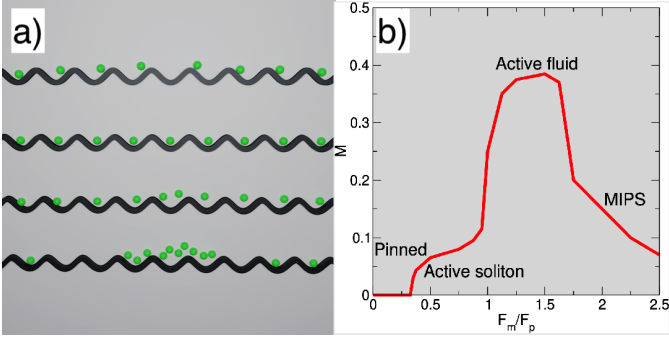 a)
b)
0.5
0.4
0.3
0.2
0.1
0
M
Active fluid
MIPS
Pinned
Active soliton
0 0.5 1 1.5 2 2.5
Fm/Fp